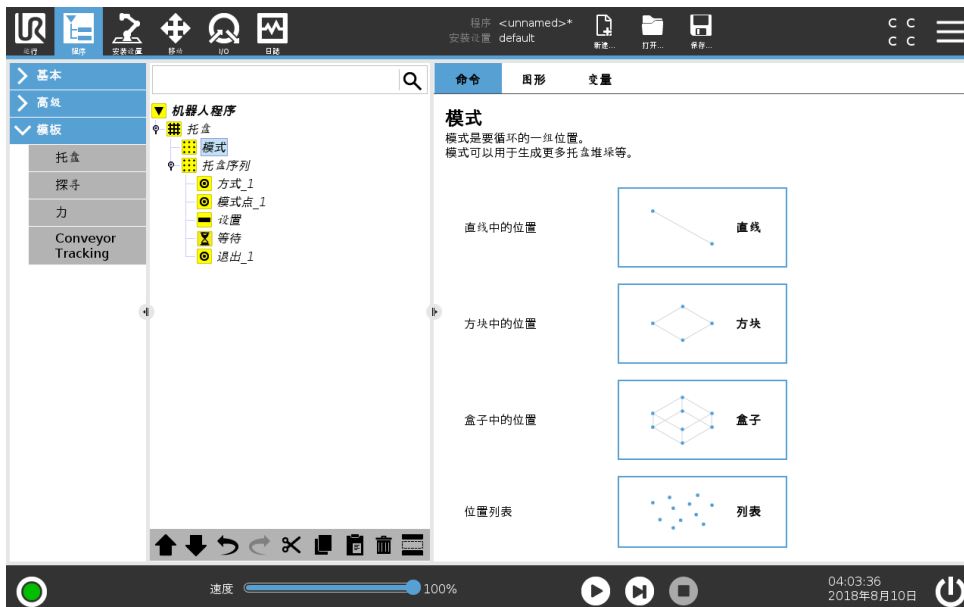 程序 <unnamed>*
安装设置 default
C C
C C
运行 程序 安装设置 移动 I/O 日志 新建... 打开... 保存...
基本
高级
模板
托盘
探寻
力
Conveyor
Tracking
机器人程序
托盘
模式
托盘序列
方式_1
模式点_1
设置
等待
退出_1
命令 图形 变量
模式
模式是要循环的一组位置。
模式可以用于生成更多托盘堆垛等。
直线中的位置 直线
方块中的位置 方块
盒子中的位置 盒子
位置列表 列表
速度 100%
04:03:36
2018年8月10日